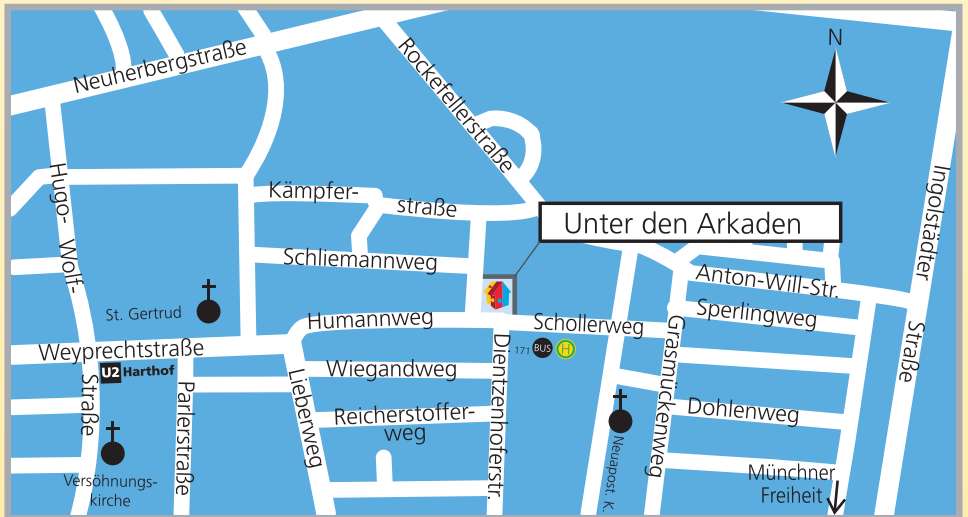 N
Neuherbergstraße
Rockefellerstraße
Hugo-
Wolf-
Straße
Kämpfer-
straße
Unter den Arkaden
Ingolstädter
Straße
Schliemannweg
Anton-Will-Str.
St. Gertrud
Humannweg
Schollerweg
Sperlingweg
Weyprechtstraße
171 BUS H
U2 Harthof
Grasmückenweg
Dientzenhoferstr.
Wiegandweg
Lieberweg
Parlerstraße
Reicherstoffer-
weg
Dohlenweg
Neuapost. K.
Versöhnungs-
kirche
Münchner
Freiheit